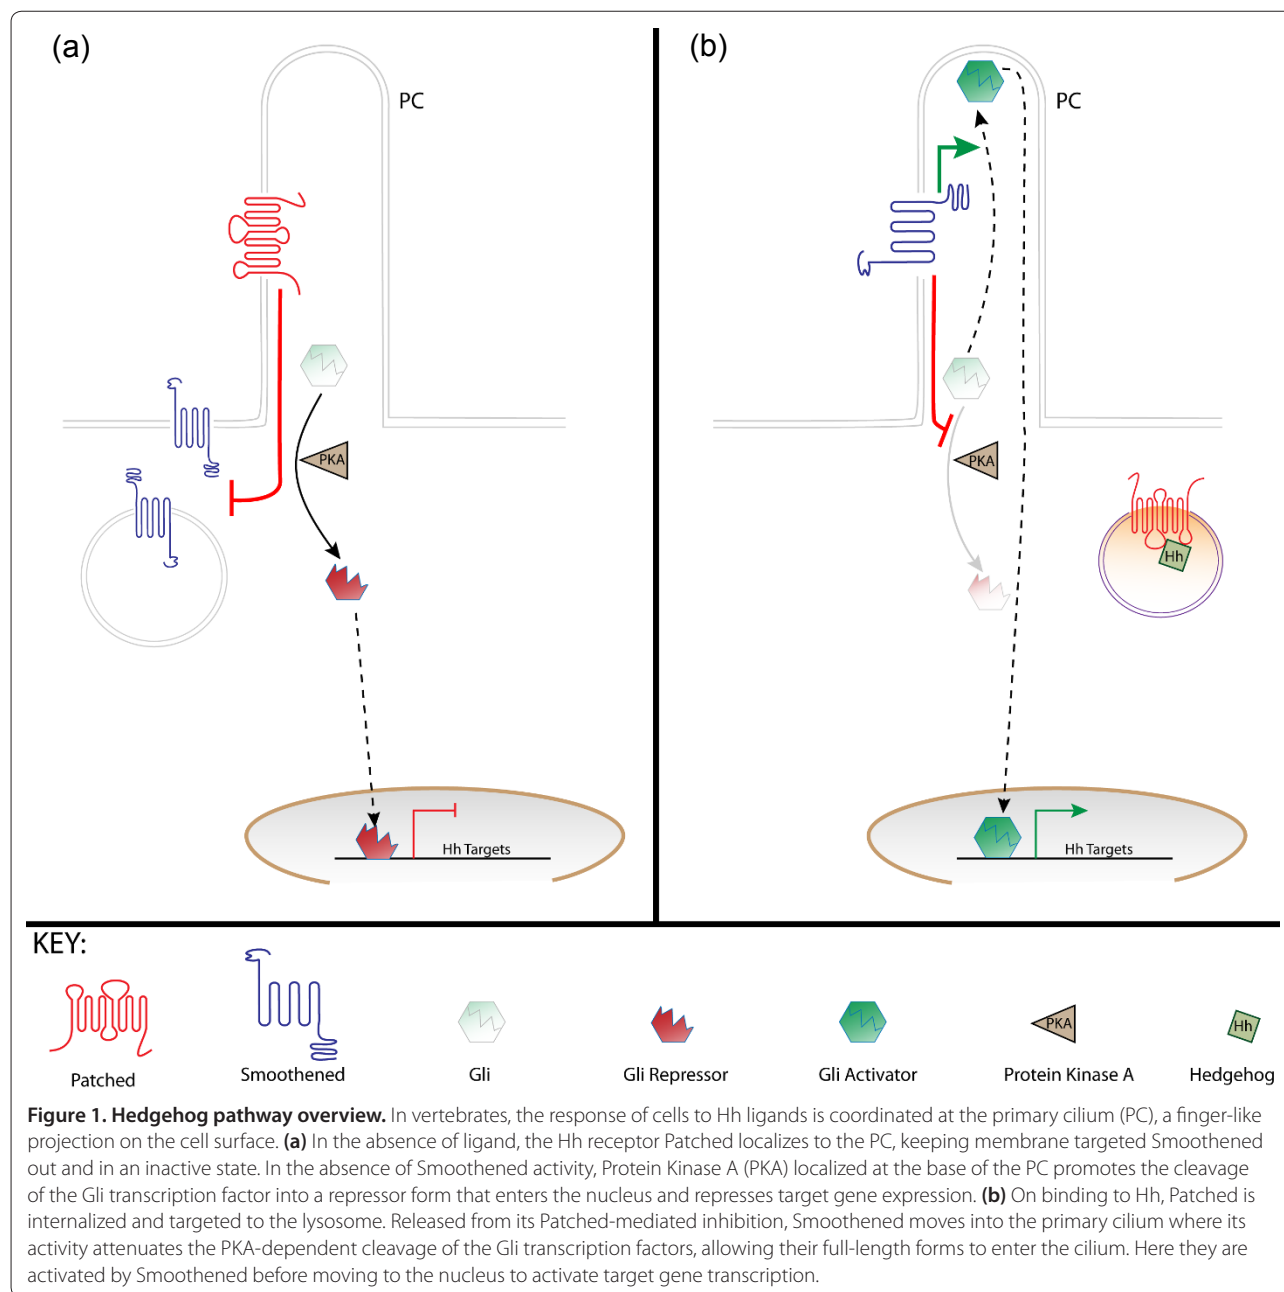 (a)
PC
PKA
Hh Targets
(b)
PC
PKA
Hh
Hh Targets
KEY:
PKA
Hh
Patched
Smoothened
Gli
Gli Repressor
Gli Activator
Protein Kinase A
Hedgehog
Figure 1. Hedgehog pathway overview. In vertebrates, the response of cells to Hh ligands is coordinated at the primary cilium (PC), a finger-like
projection on the cell surface. (a) In the absence of ligand, the Hh receptor Patched localizes to the PC, keeping membrane targeted Smoothened
out and in an inactive state. In the absence of Smoothened activity, Protein Kinase A (PKA) localized at the base of the PC promotes the cleavage
of the Gli transcription factor into a repressor form that enters the nucleus and represses target gene expression. (b) On binding to Hh, Patched is
internalized and targeted to the lysosome. Released from its Patched-mediated inhibition, Smoothened moves into the primary cilium where its
activity attenuates the PKA-dependent cleavage of the Gli transcription factors, allowing their full-length forms to enter the cilium. Here they are
activated by Smoothened before moving to the nucleus to activate target gene transcription.